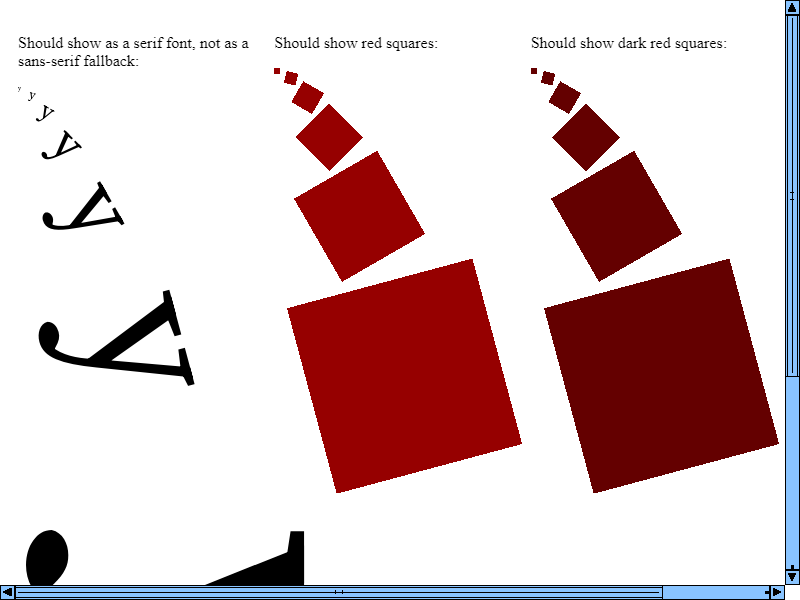 Should show as a serif font, not as a
sans-serif fallback:
Should show red squares:
Should show dark red squares:
y
y
y
y
y
y